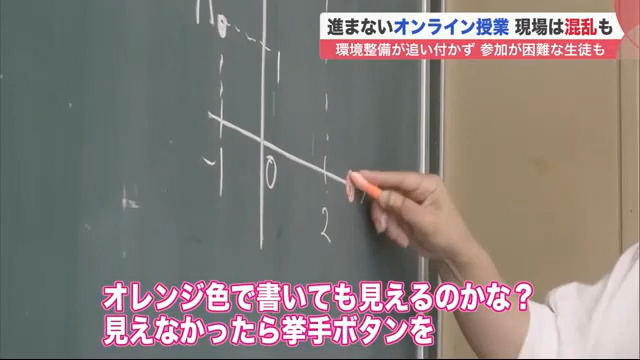 進まないオンライン授業 現場は混乱も
環境整備が追い付かず 参加が困難な生徒も
A
1
-1
0
2
オレンジ色で書いても見えるのかな？
見えなかったら挙手ボタンを